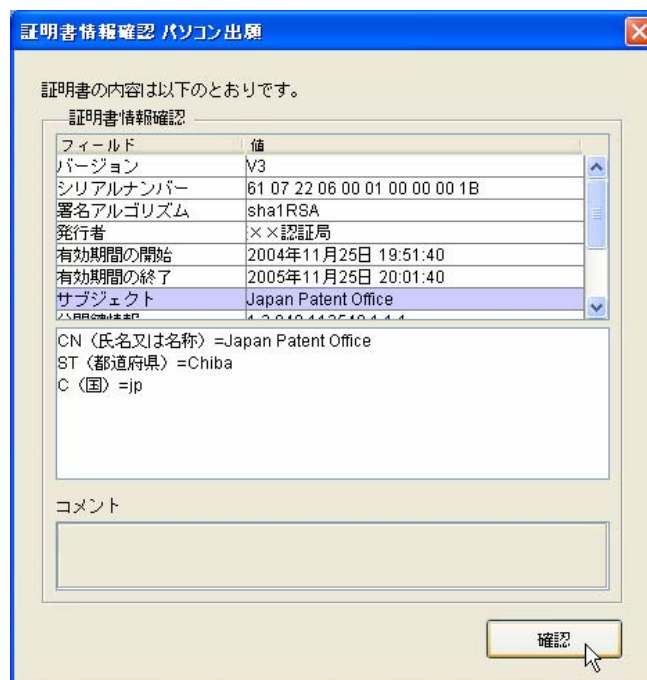 証明書情報確認 パソコン出願
証明書の内容は以下のとおりです。
証明書情報確認
フィールド 値
バージョン V3
シリアルナンバー 61 07 22 06 00 01 00 00 00 1B
署名アルゴリズム sha1RSA
発行者 ××認証局
有効期間の開始 2004年11月25日 19:51:40
有効期間の終了 2005年11月25日 20:01:40
サブジェクト Japan Patent Office
CN（氏名又は名称）=Japan Patent Office
ST（都道府県）=Chiba
C（国）=jp
コメント
確認